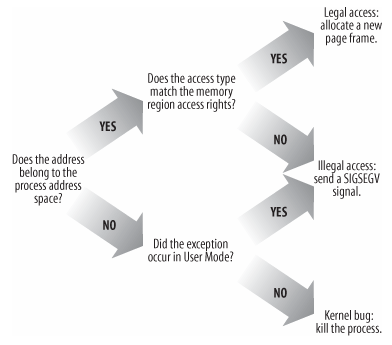 Legal access:
allocate a new
page frame.
YES
Does the access type
match the memory
region access rights?
YES
NO
Does the address
belong to the
process address
space?
Illegal access:
send a SIGSEGV
signal.
NO
YES
Did the exception
occur in User Mode?
NO
Kernel bug:
kill the process.